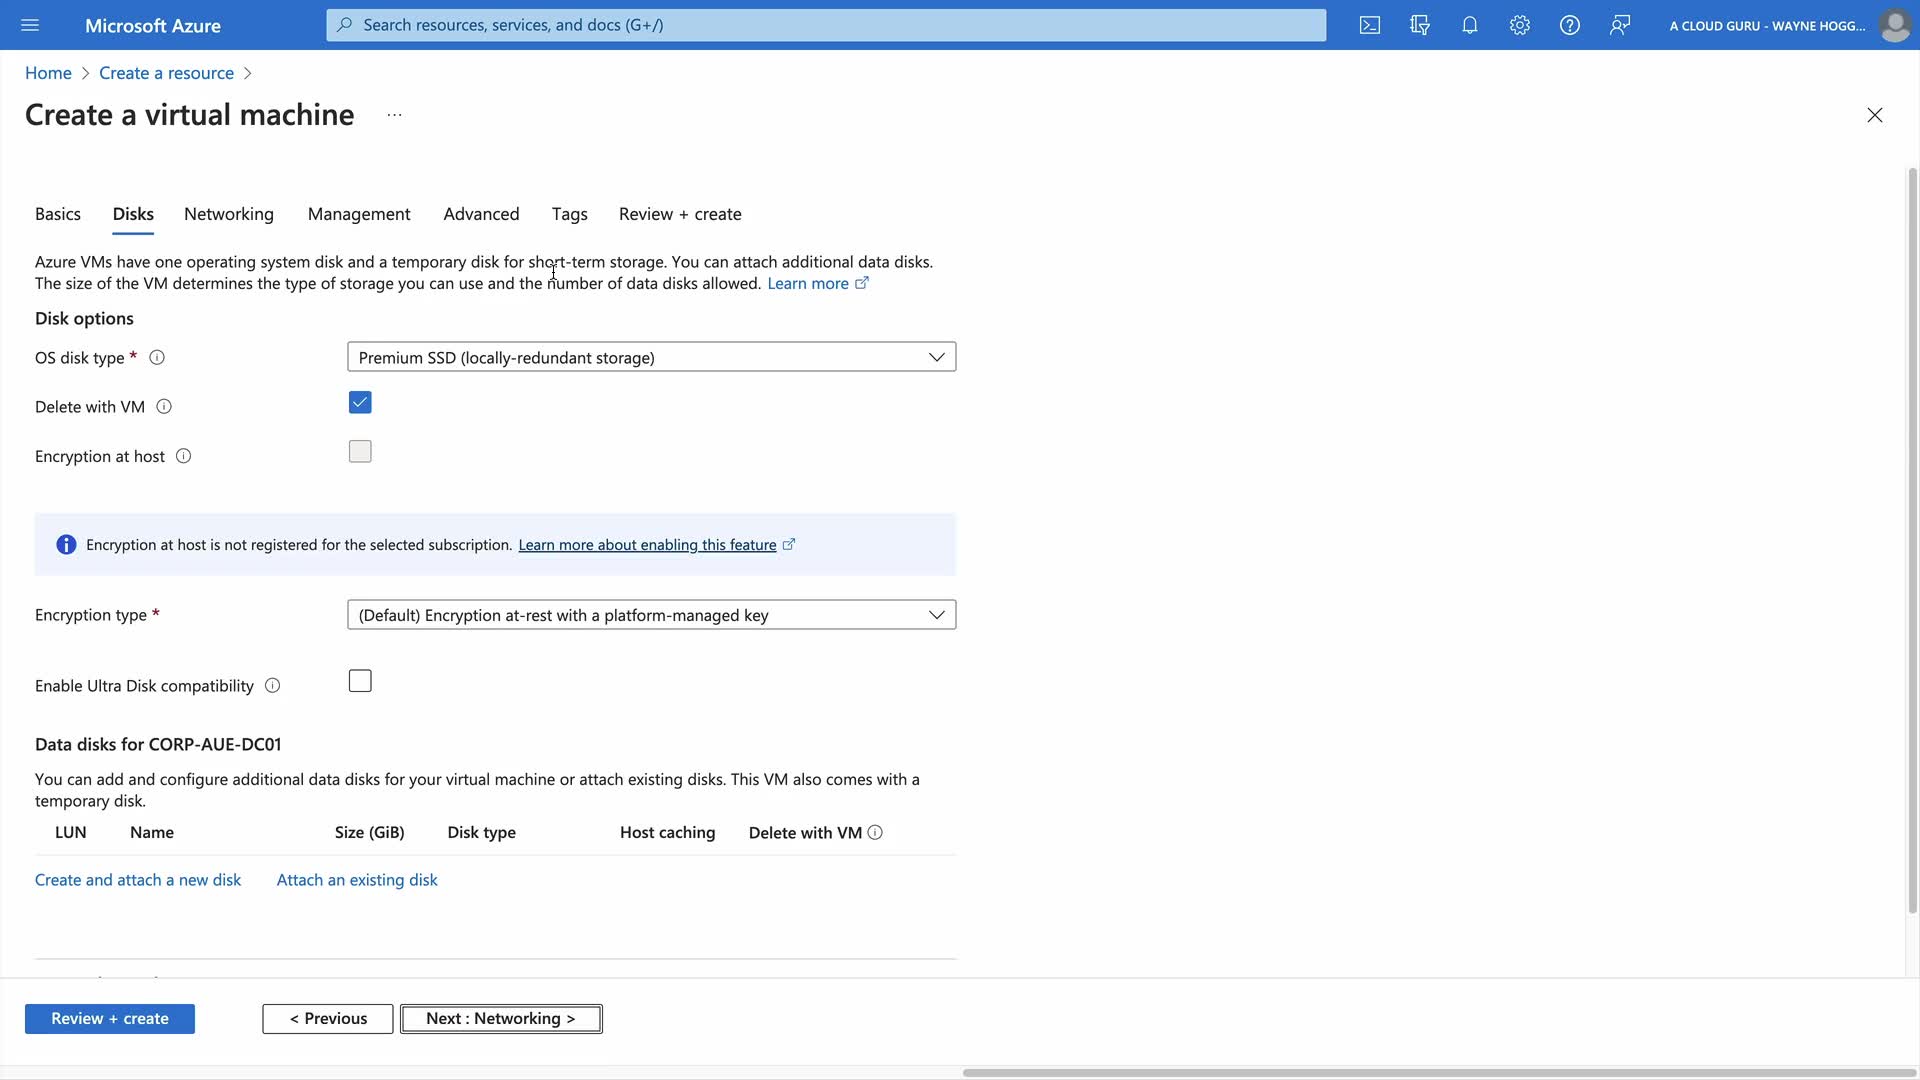 Microsoft Azure
Search resources, services, and docs (G+/)
A CLOUD GURU - WAYNE HOGG...
Home > Create a resource >
Create a virtual machine ...
Basics Disks Networking Management Advanced Tags Review + create
Azure VMs have one operating system disk and a temporary disk for short-term storage. You can attach additional data disks.
The size of the VM determines the type of storage you can use and the number of data disks allowed. Learn more
Disk options
OS disk type * Premium SSD (locally-redundant storage)
Delete with VM
Encryption at host
Encryption at host is not registered for the selected subscription. Learn more about enabling this feature
Encryption type * (Default) Encryption at-rest with a platform-managed key
Enable Ultra Disk compatibility
Data disks for CORP-AUE-DC01
You can add and configure additional data disks for your virtual machine or attach existing disks. This VM also comes with a
temporary disk.
LUN Name Size (GiB) Disk type Host caching Delete with VM
Create and attach a new disk Attach an existing disk
Review + create < Previous Next : Networking >